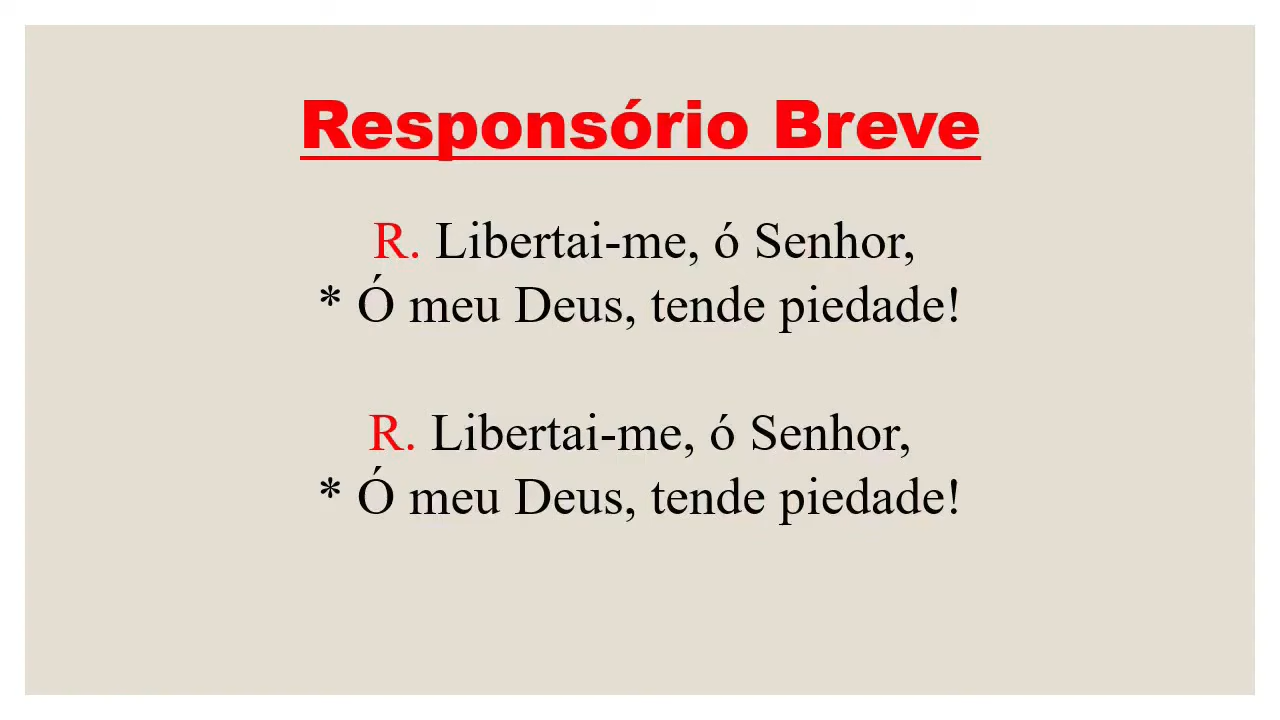 Responsório Breve
R. Libertai-me, ó Senhor,
* Ó meu Deus, tende piedade!
R. Libertai-me, ó Senhor,
* Ó meu Deus, tende piedade!